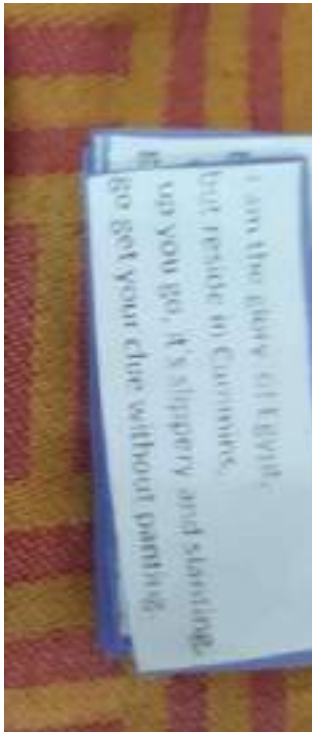 I am the glory of Egypt,
but reside in Cummins,
up you go, it's slippery and slanting,
go get your clue without panting.